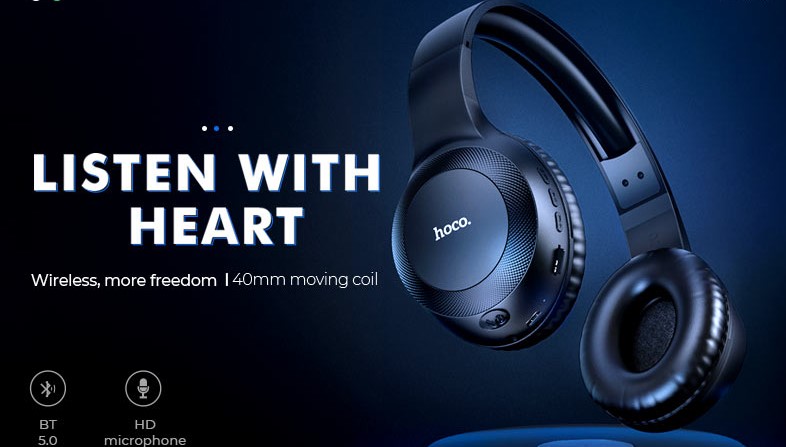 LISTEN WITH
HEART
Wireless, more freedom | 40mm moving coil
hoco.
BT
5.0
HD
microphone